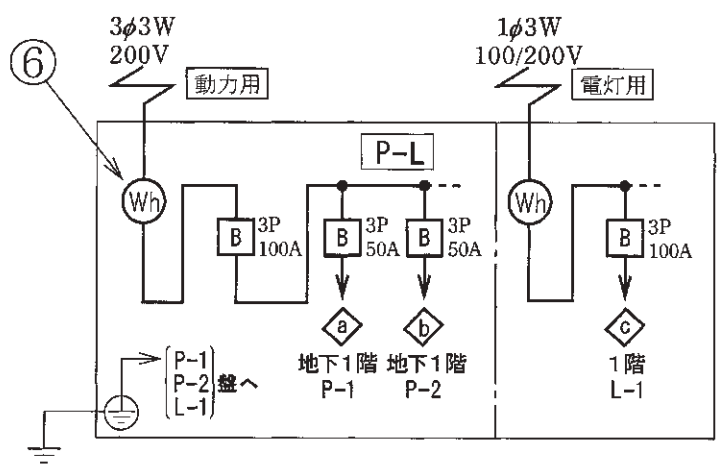 3φ3W
200V
動力用
1φ3W
100/200V
電灯用
⑥
P-L
Wh
B
3P
100A
B
3P
50A
B
3P
50A
Wh
B
3P
100A
a
b
c
地下1階
P-1
地下1階
P-2
1階
L-1
P-1
P-2
L-1
盤へ